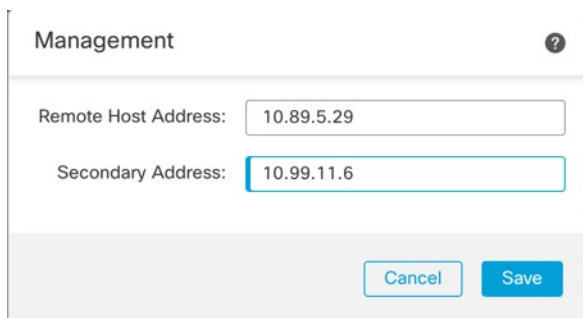 Management ?
Remote Host Address: 10.89.5.29
Secondary Address: 10.99.11.6
Cancel Save